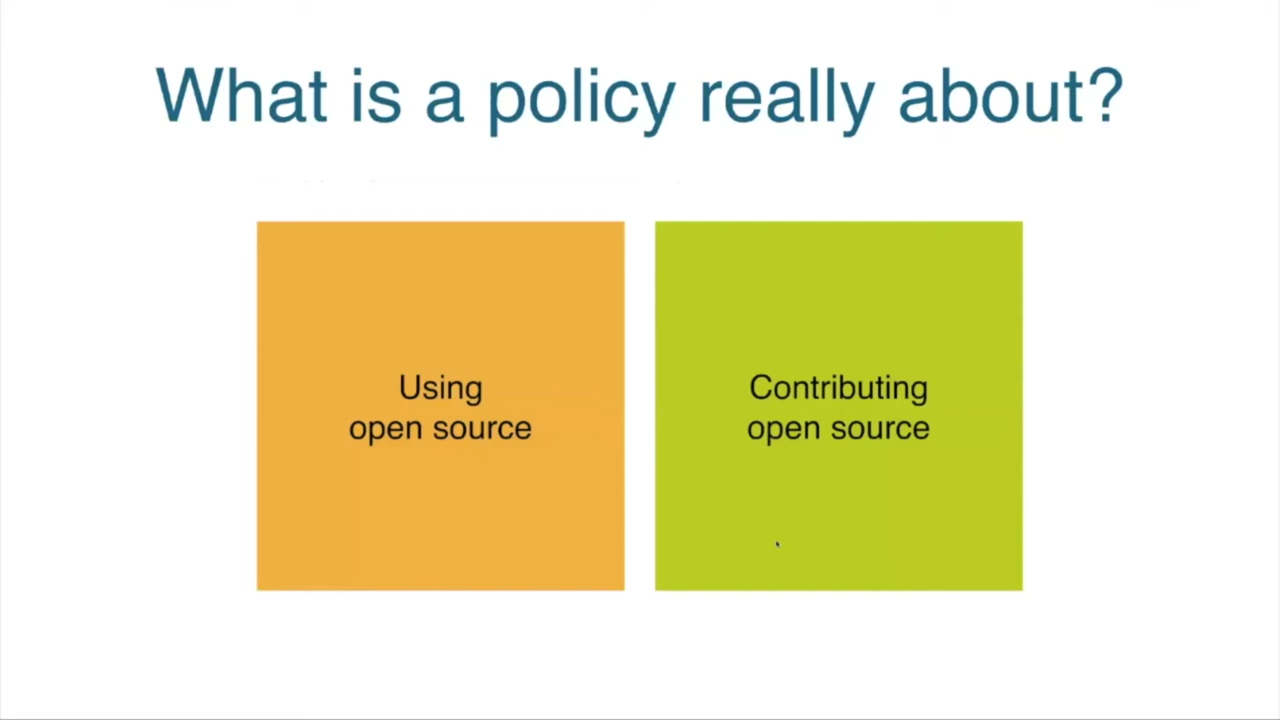 What is a policy really about?
Using
open source
Contributing
open source